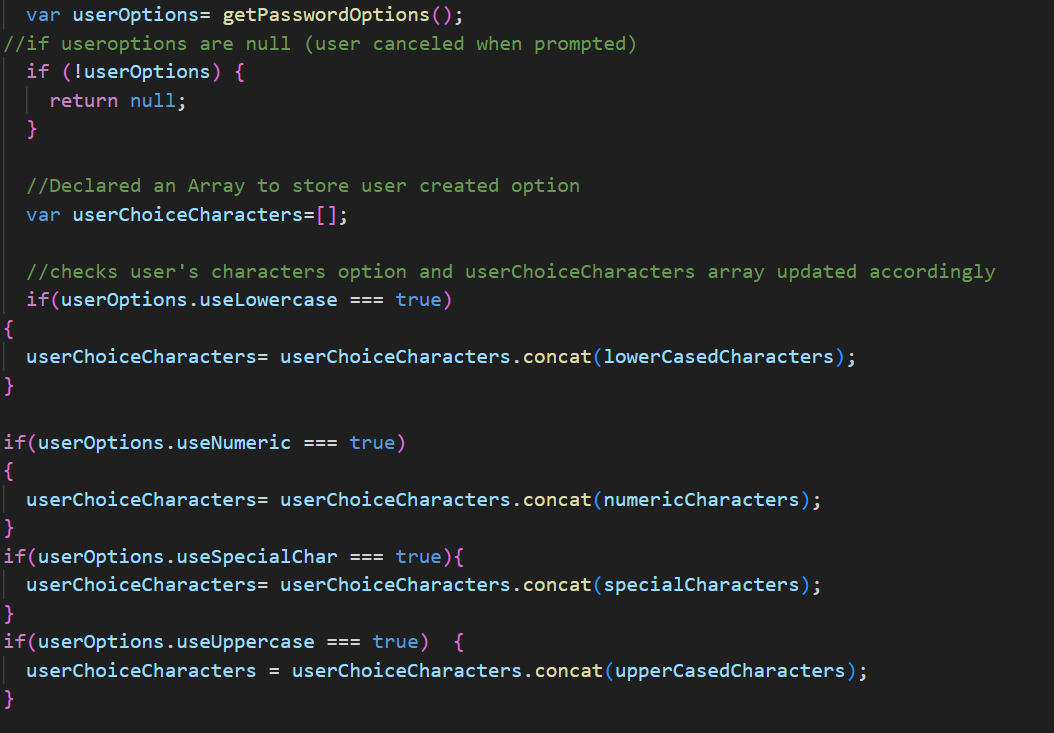 var userOptions= getPasswordOptions();
//if useroptions are null (user canceled when prompted)
if (!userOptions) {
return null;
}
//Declared an Array to store user created option
var userChoiceCharacters=[];
//checks user's characters option and userChoiceCharacters array updated accordingly
if(userOptions.useLowercase === true)
{
userChoiceCharacters= userChoiceCharacters.concat(lowerCasedCharacters);
}
if(userOptions.useNumeric === true)
{
userChoiceCharacters= userChoiceCharacters.concat(numericCharacters);
}
if(userOptions.useSpecialChar === true){
userChoiceCharacters= userChoiceCharacters.concat(specialCharacters);
}
if(userOptions.useUppercase === true)  {
userChoiceCharacters = userChoiceCharacters.concat(upperCasedCharacters);
}